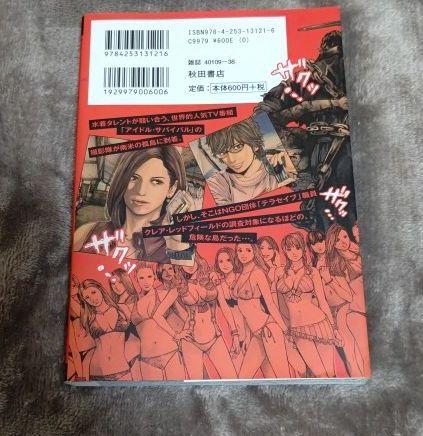 ISBN978-4-253-13121-6
C9979 ¥600E (0)
9784253131216
雑誌 40109-36
秋田書店
定価:本体600円+税
1929979006006
水着タレントが競い合う、世界的人気TV番組
「アイドル・サバイバル」の
撮影隊が南米の孤島に到着。
しかし、そこはNGO団体「テラセイブ」職員
クレア・レッドフィールドの調査対象になるほどの、
危険な島だった…。
ザクッ
ザクッ